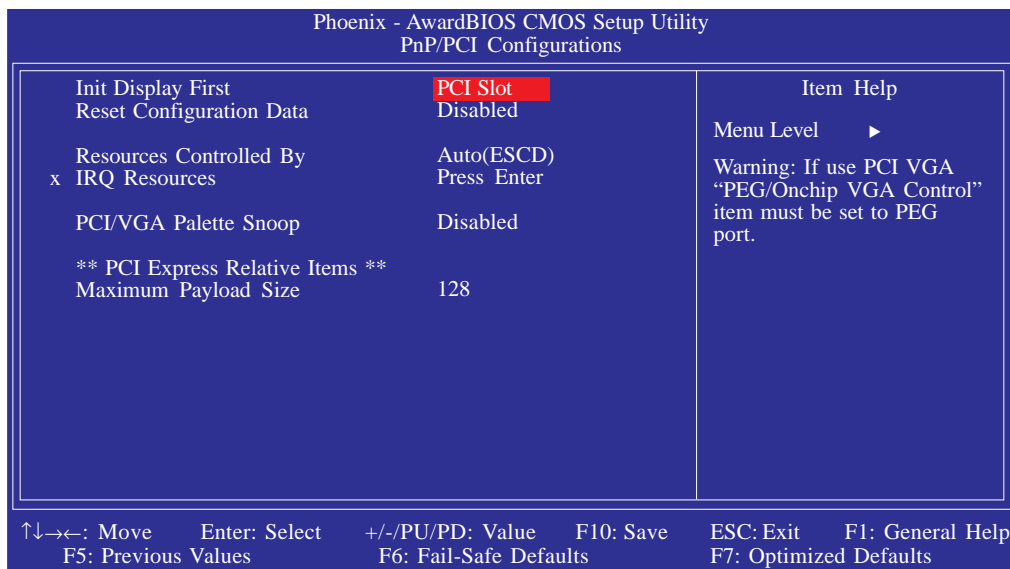 Phoenix - AwardBIOS CMOS Setup Utility
PnP/PCI Configurations
Init Display First PCI Slot
Reset Configuration Data Disabled
Resources Controlled By Auto(ESCD)
x IRQ Resources Press Enter
PCI/VGA Palette Snoop Disabled
** PCI Express Relative Items **
Maximum Payload Size 128
Item Help
Menu Level ▶
Warning: If use PCI VGA
“PEG/Onchip VGA Control”
item must be set to PEG
port.
↑↓→←: Move Enter: Select +/-/PU/PD: Value F10: Save ESC: Exit F1: General Help
F5: Previous Values F6: Fail-Safe Defaults F7: Optimized Defaults